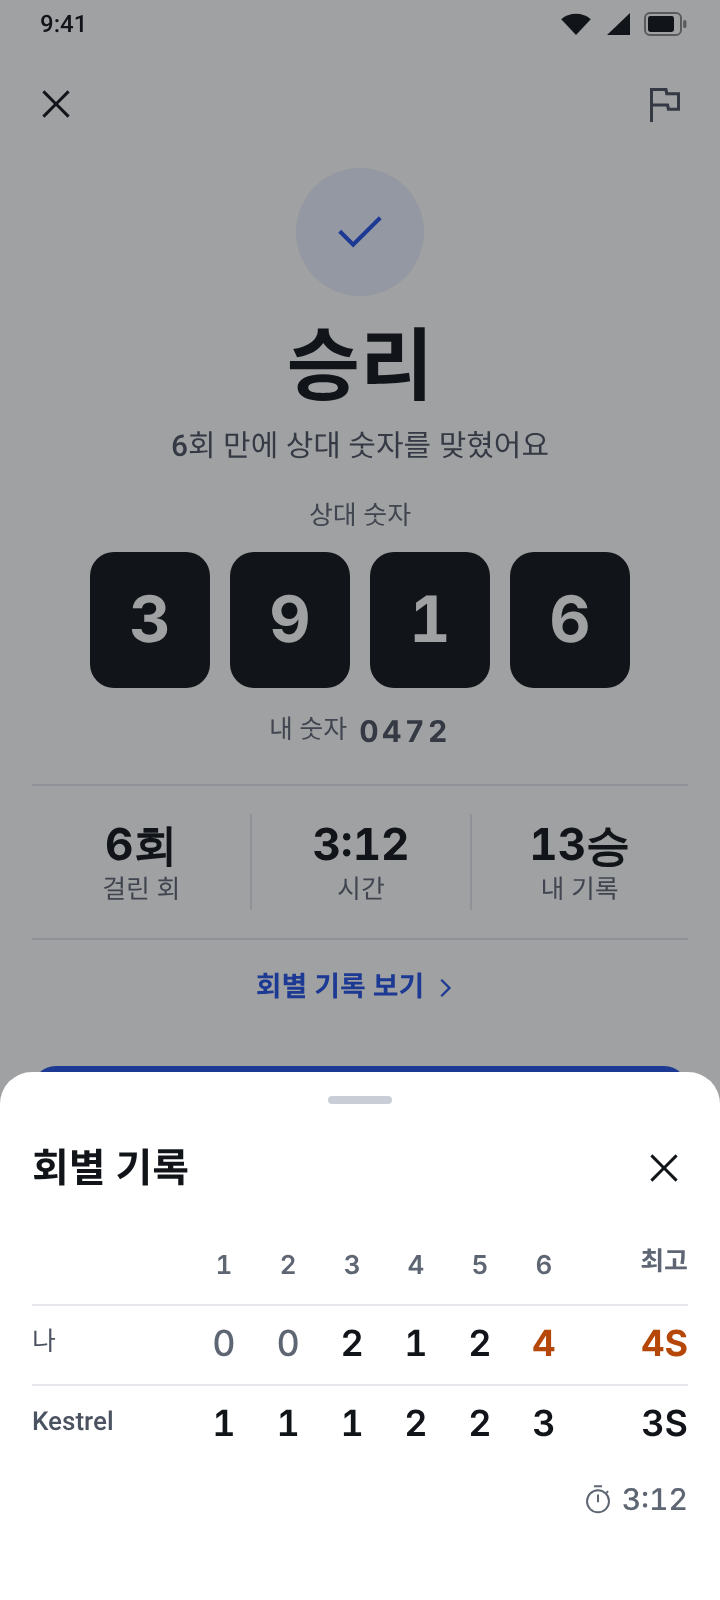 9:41
승리
6회 만에 상대 숫자를 맞혔어요
상대 숫자
3 9 1 6
내 숫자 0472
6회 3:12 13승
걸린 회 시간 내 기록
회별 기록 보기
회별 기록
1 2 3 4 5 6 최고
나 0 0 2 1 2 4 4S
Kestrel 1 1 1 2 2 3 3S
3:12